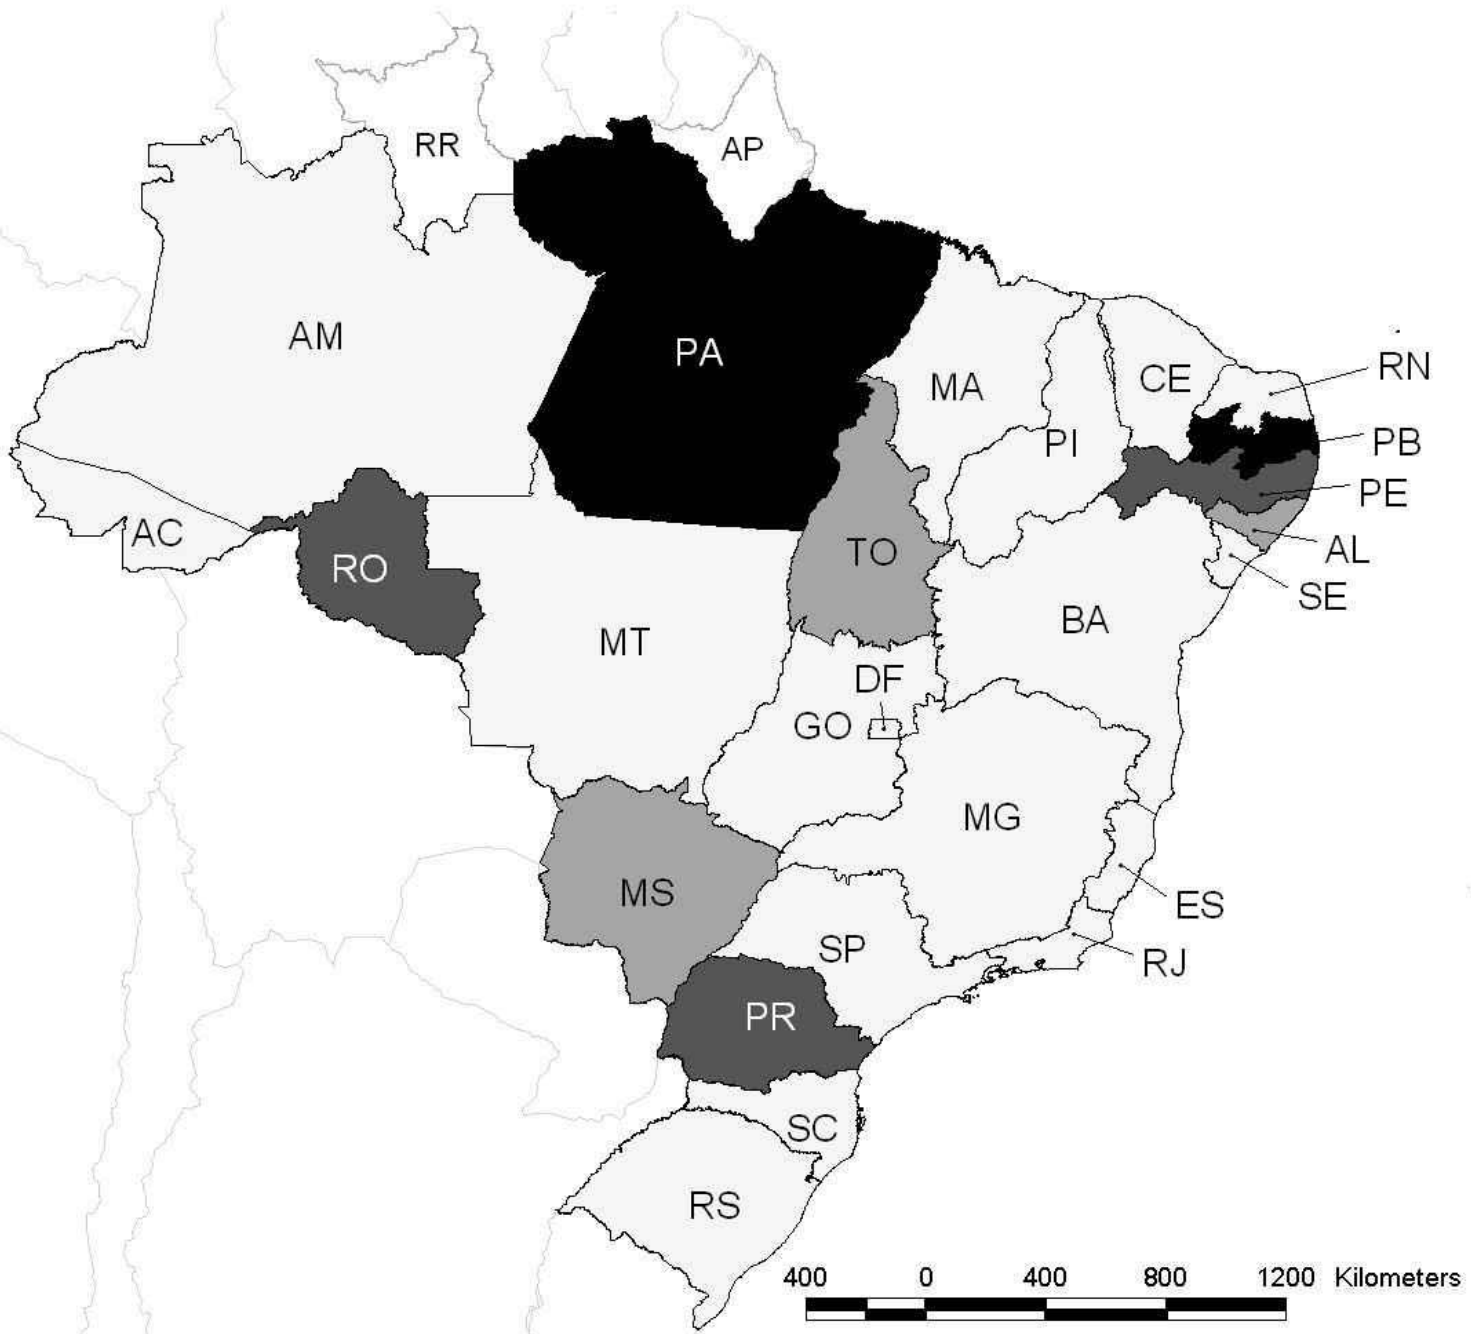 RR
AP
AM
PA
MA
CE
RN
PI
PB
PE
AC
RO
TO
AL
SE
MT
BA
DF
GO
MG
MS
ES
SP
RJ
PR
SC
RS
400 0 400 800 1200 Kilometers